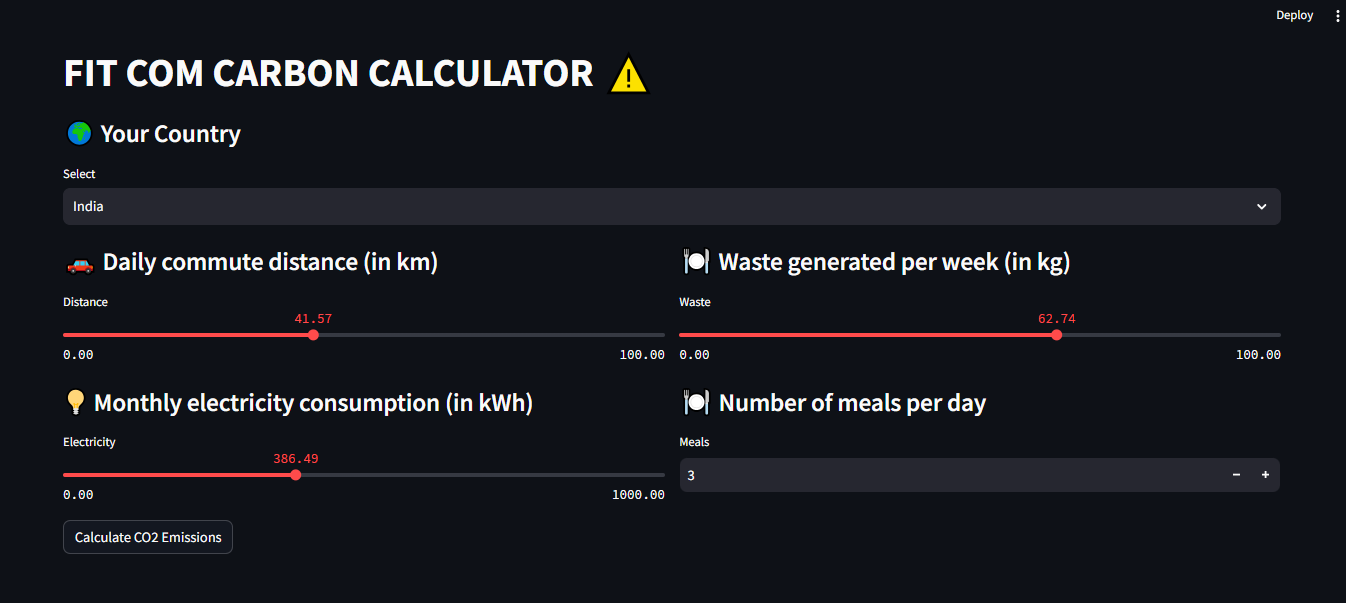 Deploy
FIT COM CARBON CALCULATOR
Your Country
Select
India
Daily commute distance (in km)
Distance
41.57
0.00 100.00
Waste generated per week (in kg)
Waste
62.74
0.00 100.00
Monthly electricity consumption (in kWh)
Electricity
386.49
0.00 1000.00
Number of meals per day
Meals
3
Calculate CO2 Emissions